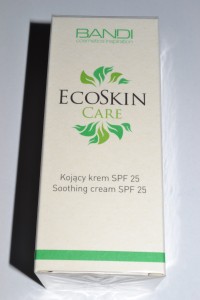 BANDI
EcoSkin
Care
Kojący krem SPF 25
Soothing cream SPF 25